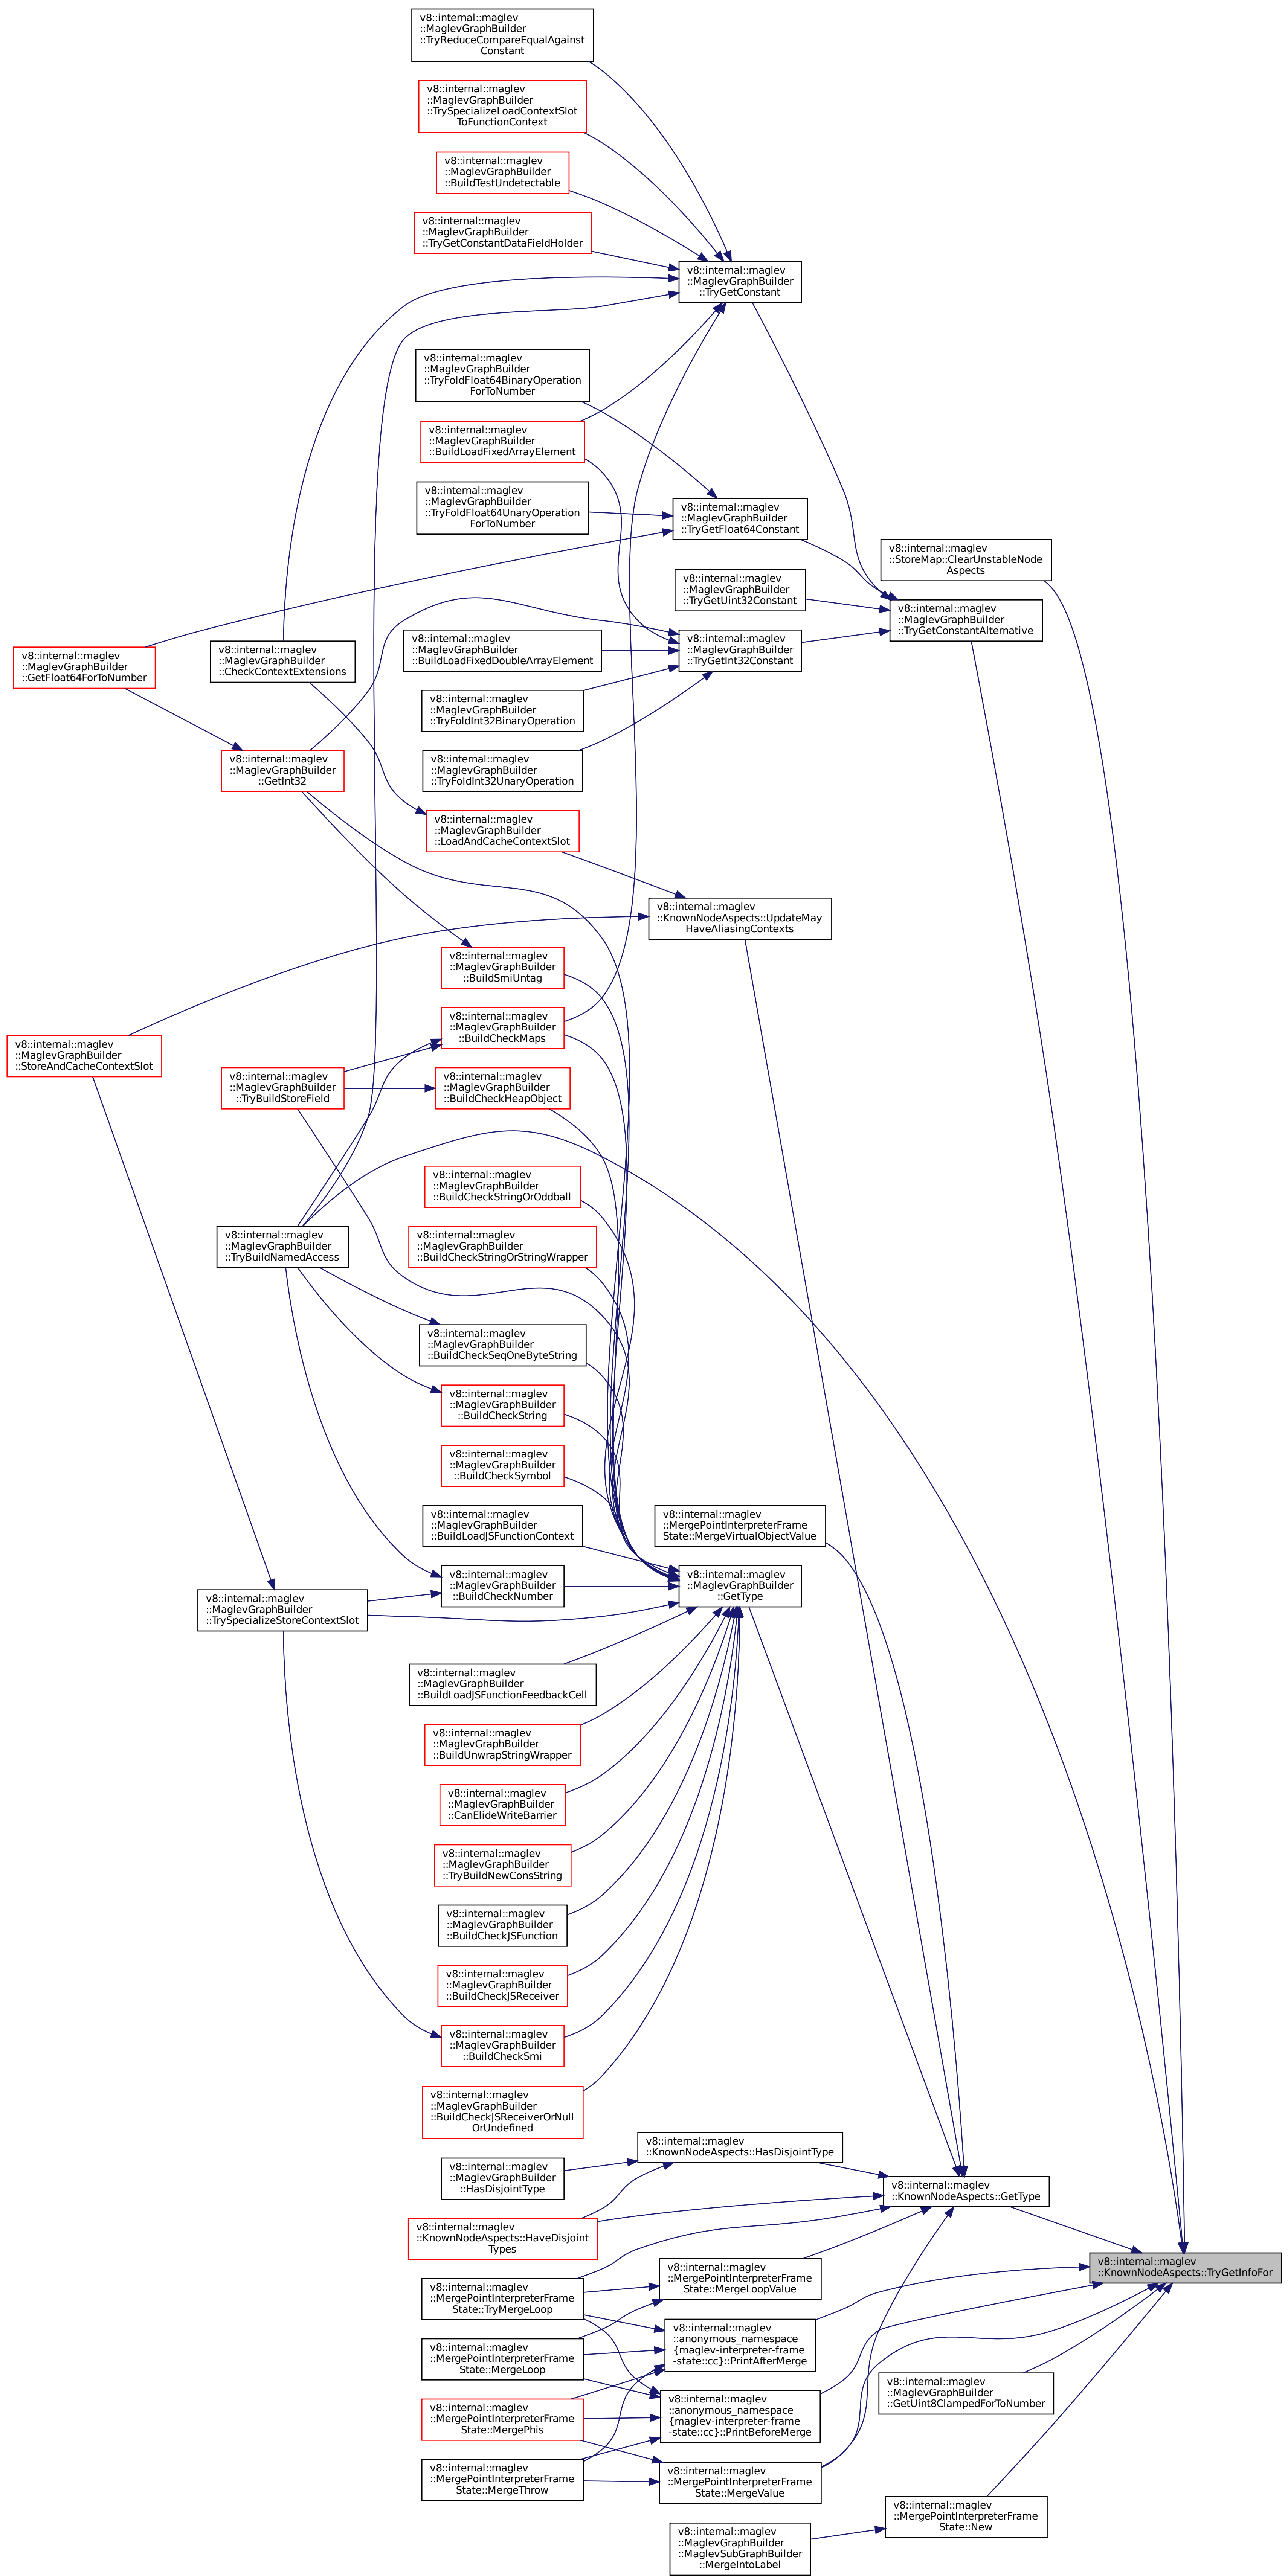 v8::internal::maglev
::MaglevGraphBuilder
::TryReduceCompareEqualAgainst
Constant
v8::internal::maglev
::MaglevGraphBuilder
::TrySpecializeLoadContextSlot
ToFunctionContext
v8::internal::maglev
::MaglevGraphBuilder
::BuildTestUndetectable
v8::internal::maglev
::MaglevGraphBuilder
::TryGetConstantDataFieldHolder
v8::internal::maglev
::MaglevGraphBuilder
::TryGetConstant
v8::internal::maglev
::MaglevGraphBuilder
::TryFoldFloat64BinaryOperation
ForToNumber
v8::internal::maglev
::MaglevGraphBuilder
::BuildLoadFixedArrayElement
v8::internal::maglev
::MaglevGraphBuilder
::TryFoldFloat64UnaryOperation
ForToNumber
v8::internal::maglev
::MaglevGraphBuilder
::TryGetFloat64Constant
v8::internal::maglev
::StoreMap::ClearUnstableNode
Aspects
v8::internal::maglev
::MaglevGraphBuilder
::TryGetUint32Constant
v8::internal::maglev
::MaglevGraphBuilder
::TryGetConstantAlternative
v8::internal::maglev
::MaglevGraphBuilder
::GetFloat64ForToNumber
v8::internal::maglev
::MaglevGraphBuilder
::CheckContextExtensions
v8::internal::maglev
::MaglevGraphBuilder
::BuildLoadFixedDoubleArrayElement
v8::internal::maglev
::MaglevGraphBuilder
::TryGetInt32Constant
v8::internal::maglev
::MaglevGraphBuilder
::TryFoldInt32BinaryOperation
v8::internal::maglev
::MaglevGraphBuilder
::GetInt32
v8::internal::maglev
::MaglevGraphBuilder
::TryFoldInt32UnaryOperation
v8::internal::maglev
::MaglevGraphBuilder
::LoadAndCacheContextSlot
v8::internal::maglev
::KnownNodeAspects::UpdateMay
HaveAliasingContexts
v8::internal::maglev
::MaglevGraphBuilder
::BuildSmiUntag
v8::internal::maglev
::MaglevGraphBuilder
::BuildCheckMaps
v8::internal::maglev
::MaglevGraphBuilder
::StoreAndCacheContextSlot
v8::internal::maglev
::MaglevGraphBuilder
::TryBuildStoreField
v8::internal::maglev
::MaglevGraphBuilder
::BuildCheckHeapObject
v8::internal::maglev
::MaglevGraphBuilder
::BuildCheckStringOrOddball
v8::internal::maglev
::MaglevGraphBuilder
::TryBuildNamedAccess
v8::internal::maglev
::MaglevGraphBuilder
::BuildCheckStringOrStringWrapper
v8::internal::maglev
::MaglevGraphBuilder
::BuildCheckSeqOneByteString
v8::internal::maglev
::MaglevGraphBuilder
::BuildCheckString
v8::internal::maglev
::MaglevGraphBuilder
::BuildCheckSymbol
v8::internal::maglev
::MaglevGraphBuilder
::BuildLoadJSFunctionContext
v8::internal::maglev
::MergePointInterpreterFrame
State::MergeVirtualObjectValue
v8::internal::maglev
::MaglevGraphBuilder
::BuildCheckNumber
v8::internal::maglev
::MaglevGraphBuilder
::GetType
v8::internal::maglev
::MaglevGraphBuilder
::TrySpecializeStoreContextSlot
v8::internal::maglev
::MaglevGraphBuilder
::BuildLoadJSFunctionFeedbackCell
v8::internal::maglev
::MaglevGraphBuilder
::BuildUnwrapStringWrapper
v8::internal::maglev
::MaglevGraphBuilder
::CanElideWriteBarrier
v8::internal::maglev
::MaglevGraphBuilder
::TryBuildNewConsString
v8::internal::maglev
::MaglevGraphBuilder
::BuildCheckJSFunction
v8::internal::maglev
::MaglevGraphBuilder
::BuildCheckJSReceiver
v8::internal::maglev
::MaglevGraphBuilder
::BuildCheckSmi
v8::internal::maglev
::MaglevGraphBuilder
::BuildCheckJSReceiverOrNull
OrUndefined
v8::internal::maglev
::KnownNodeAspects::HasDisjointType
v8::internal::maglev
::MaglevGraphBuilder
::HasDisjointType
v8::internal::maglev
::KnownNodeAspects::GetType
v8::internal::maglev
::KnownNodeAspects::HaveDisjoint
Types
v8::internal::maglev
::KnownNodeAspects::TryGetInfoFor
v8::internal::maglev
::MergePointInterpreterFrame
State::MergeLoopValue
v8::internal::maglev
::MergePointInterpreterFrame
State::TryMergeLoop
v8::internal::maglev
::anonymous_namespace
{maglev-interpreter-frame
-state::cc}::PrintAfterMerge
v8::internal::maglev
::MergePointInterpreterFrame
State::MergeLoop
v8::internal::maglev
::MaglevGraphBuilder
::GetUint8ClampedForToNumber
v8::internal::maglev
::anonymous_namespace
{maglev-interpreter-frame
-state::cc}::PrintBeforeMerge
v8::internal::maglev
::MergePointInterpreterFrame
State::MergePhis
v8::internal::maglev
::MergePointInterpreterFrame
State::MergeThrow
v8::internal::maglev
::MergePointInterpreterFrame
State::MergeValue
v8::internal::maglev
::MergePointInterpreterFrame
State::New
v8::internal::maglev
::MaglevGraphBuilder
::MaglevSubGraphBuilder
::MergeIntoLabel